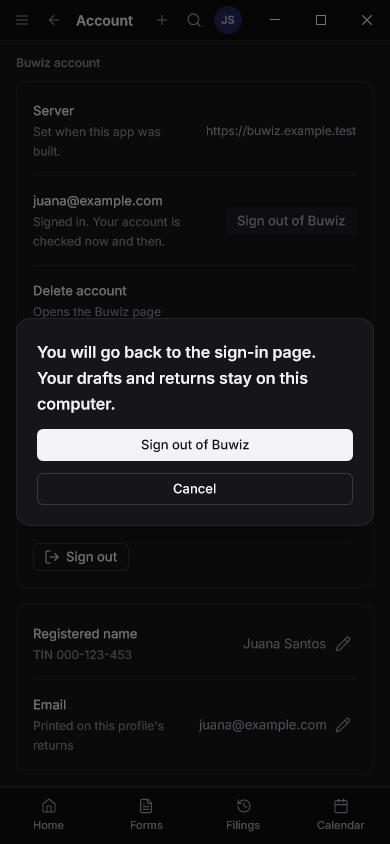 Account
JS
Buwiz account
Server
Set when this app was
built.
https://buwiz.example.test
juana@example.com
Signed in. Your account is
checked now and then.
Sign out of Buwiz
Delete account
Opens the Buwiz page
You will go back to the sign-in page.
Your drafts and returns stay on this
computer.
Sign out of Buwiz
Cancel
Sign out
Registered name
TIN 000-123-453
Juana Santos
Email
Printed on this profile's
returns
juana@example.com
Home
Forms
Filings
Calendar